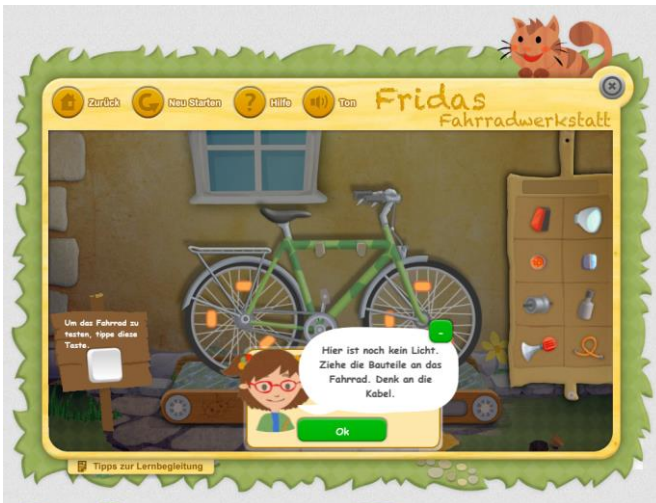 Zurück
Neu Starten
Hilfe
Ton
Fridas
Fahrradwerkstatt
Um das Fahrrad zu
testen, tippe diese
Taste.
Hier ist noch kein Licht.
Ziehe die Bauteile an das
Fahrrad. Denk an die
Kabel.
Ok
Tipps zur Lernbegleitung